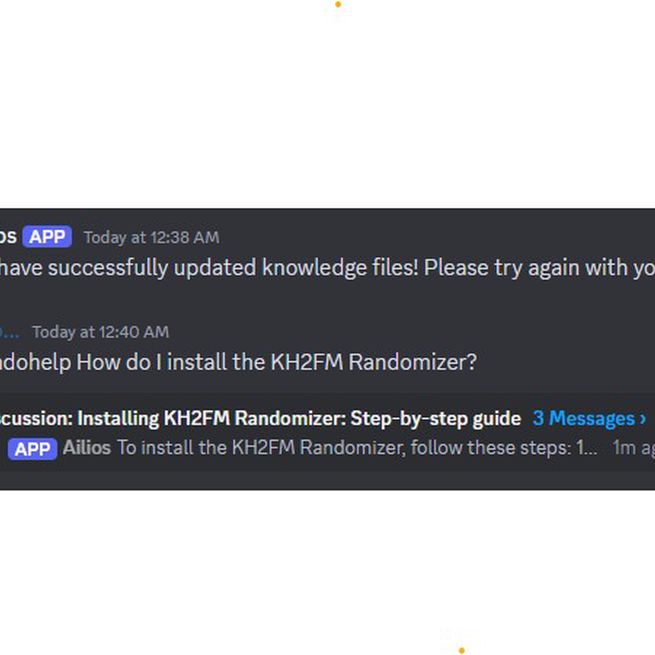 OS APP Today at 12:38 AM
have successfully updated knowledge files! Please try again with yo
... Today at 12:40 AM
ndohelp How do I install the KH2FM Randomizer?
scussion: Installing KH2FM Randomizer: Step-by-step guide 3 Messages ›
APP Ailios To install the KH2FM Randomizer, follow these steps: 1... 1m ag